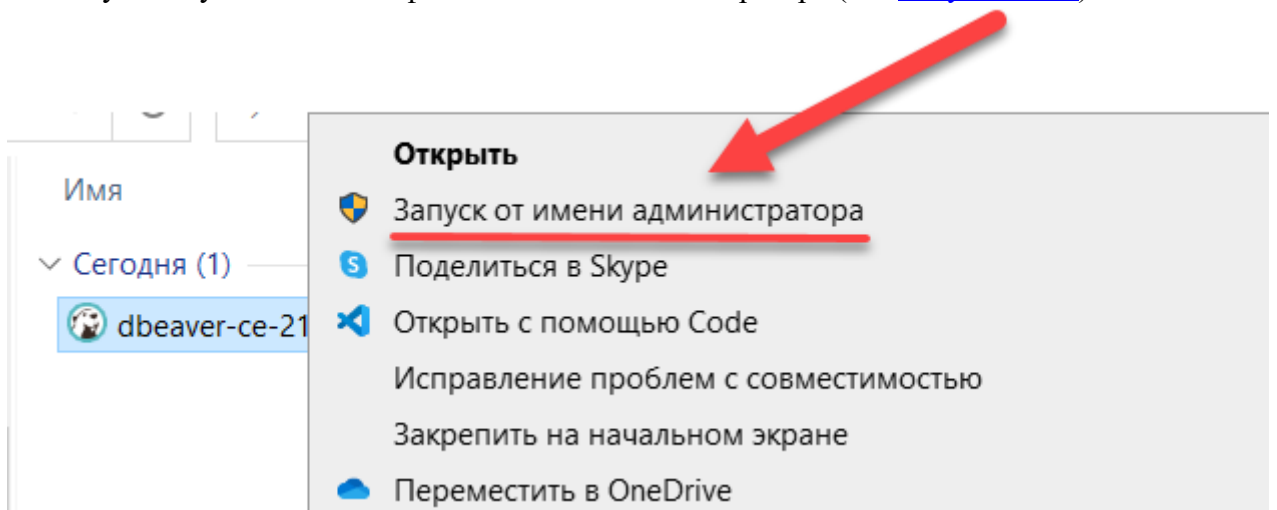 Имя
Сегодня (1)
dbeaver-ce-21
Открыть
Запуск от имени администратора
Поделиться в Skype
Открыть с помощью Code
Исправление проблем с совместимостью
Закрепить на начальном экране
Переместить в OneDrive